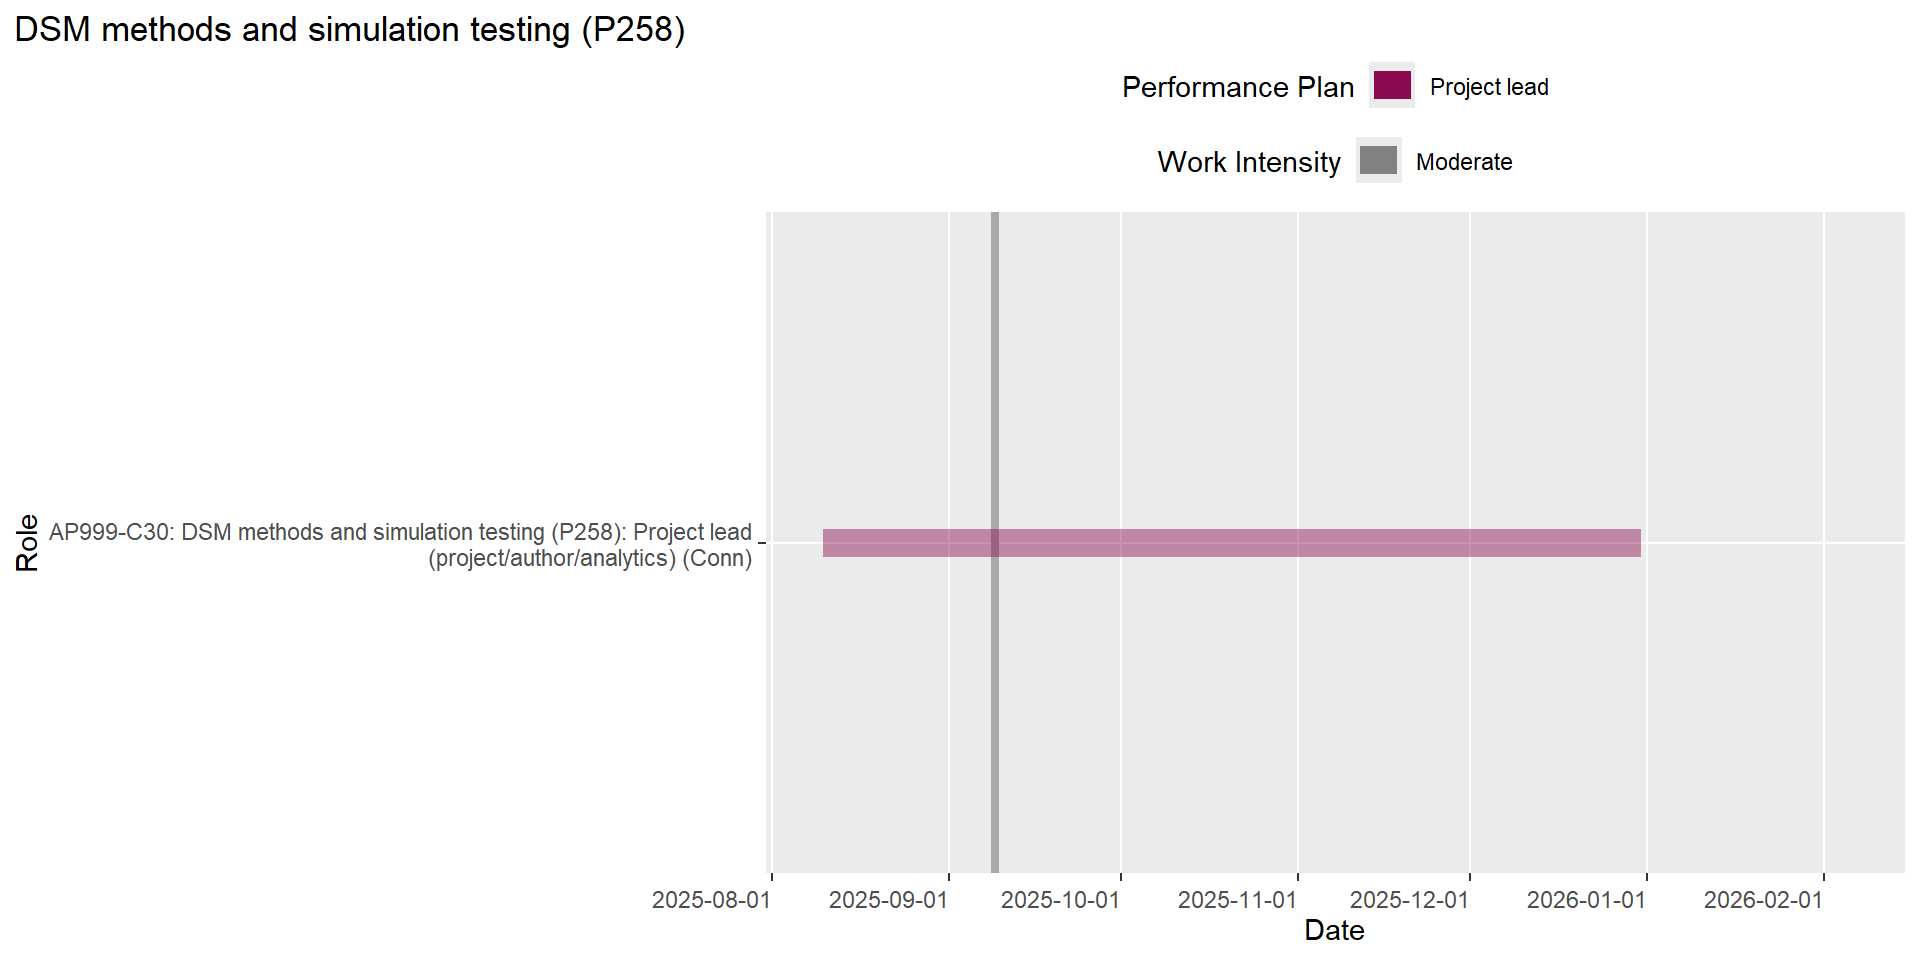 DSM methods and simulation testing (P258)
Performance Plan
Project lead
Work Intensity
Moderate
Role
AP999-C30: DSM methods and simulation testing (P258): Project lead
(project/author/analytics) (Conn)
2025-08-01
2025-09-01
2025-10-01
2025-11-01
2025-12-01
2026-01-01
2026-02-01
Date